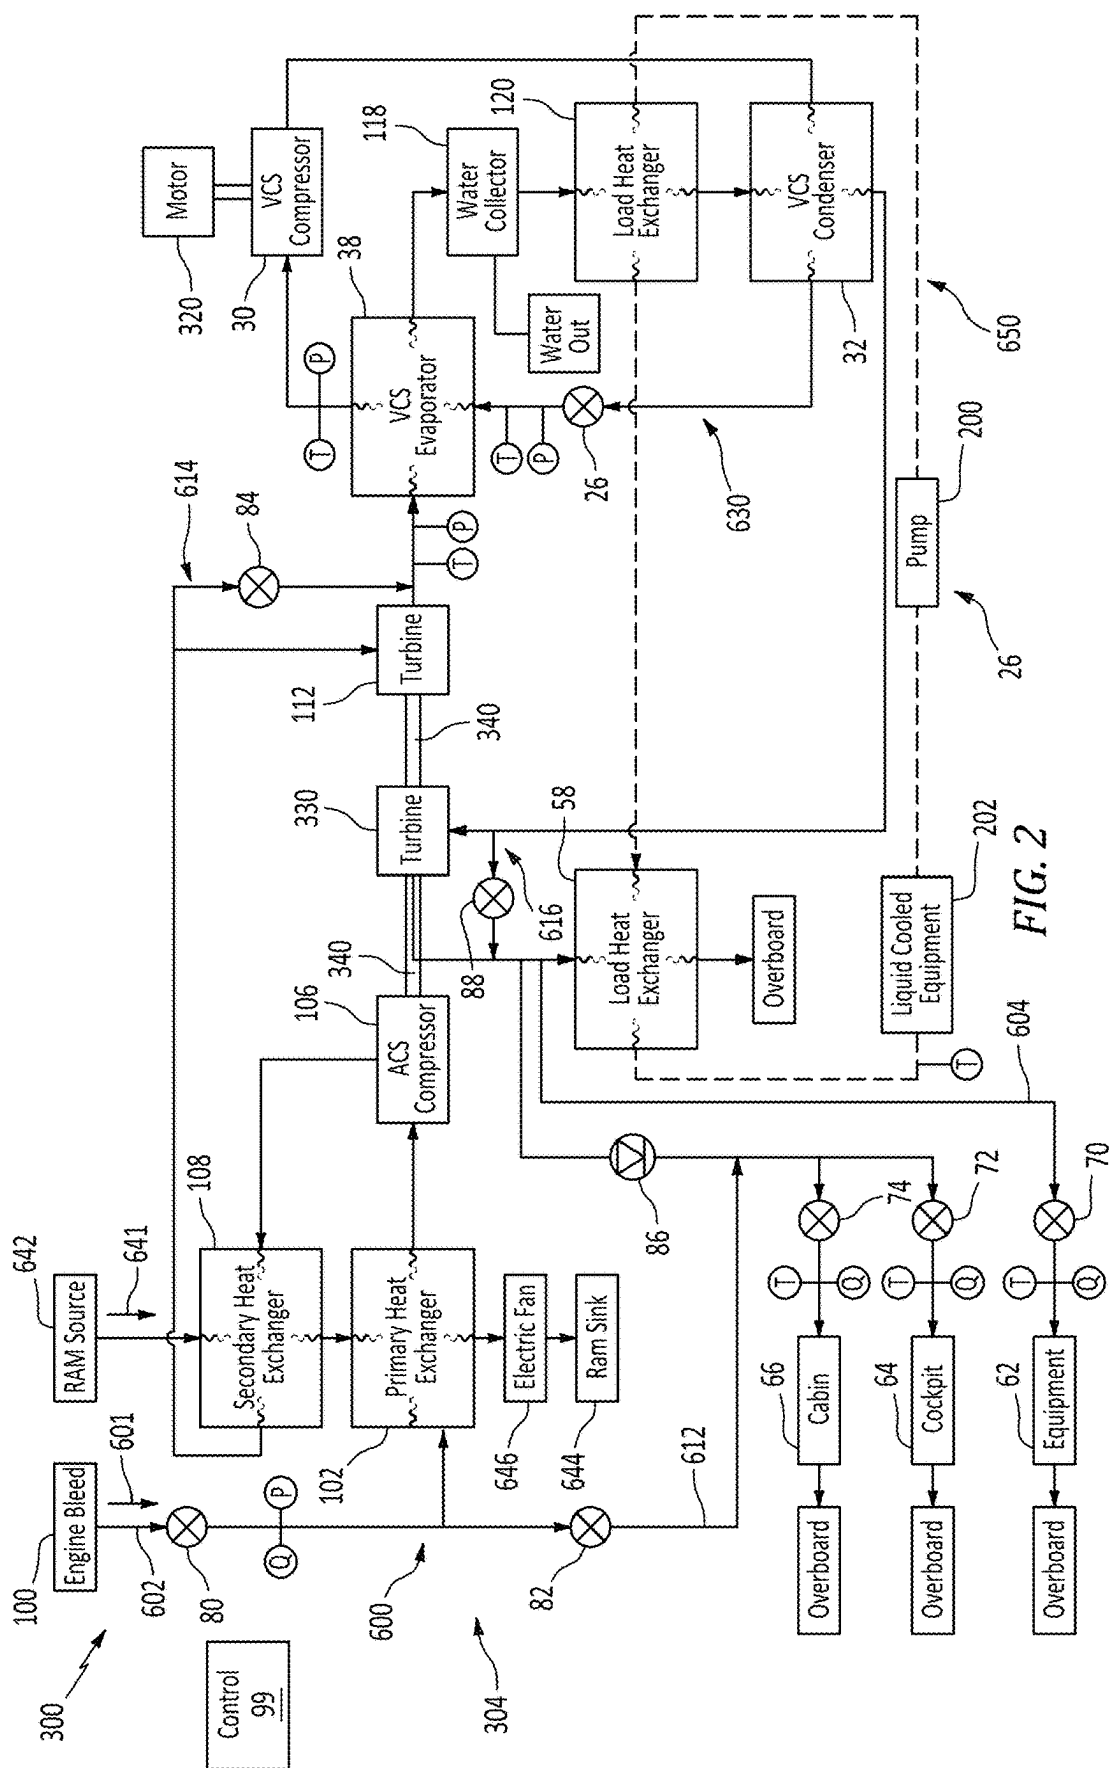 300
Control
99
304
100
Engine Bleed
602
601
80
Q
P
600
82
612
642
RAM Source
641
108
Secondary Heat
Exchanger
Primary Heat
Exchanger
102
Electric Fan
646
Ram Sink
644
106
ACS
Compressor
340
330
Turbine
340
112
Turbine
614
84
T
P
88
616
58
Load Heat
Exchanger
Overboard
T
P
38
VCS
Evaporator
Motor
320
VCS
Compressor
30
118
Water
Collector
Water
Out
T
P
26
630
120
Load Heat
Exchanger
VCS
Condenser
32
650
Pump
200
26
Liquid Cooled
Equipment
202
T
604
86
74
T
Q
66
Cabin
Overboard
72
T
Q
64
Cockpit
Overboard
70
T
Q
62
Equipment
Overboard
FIG. 2